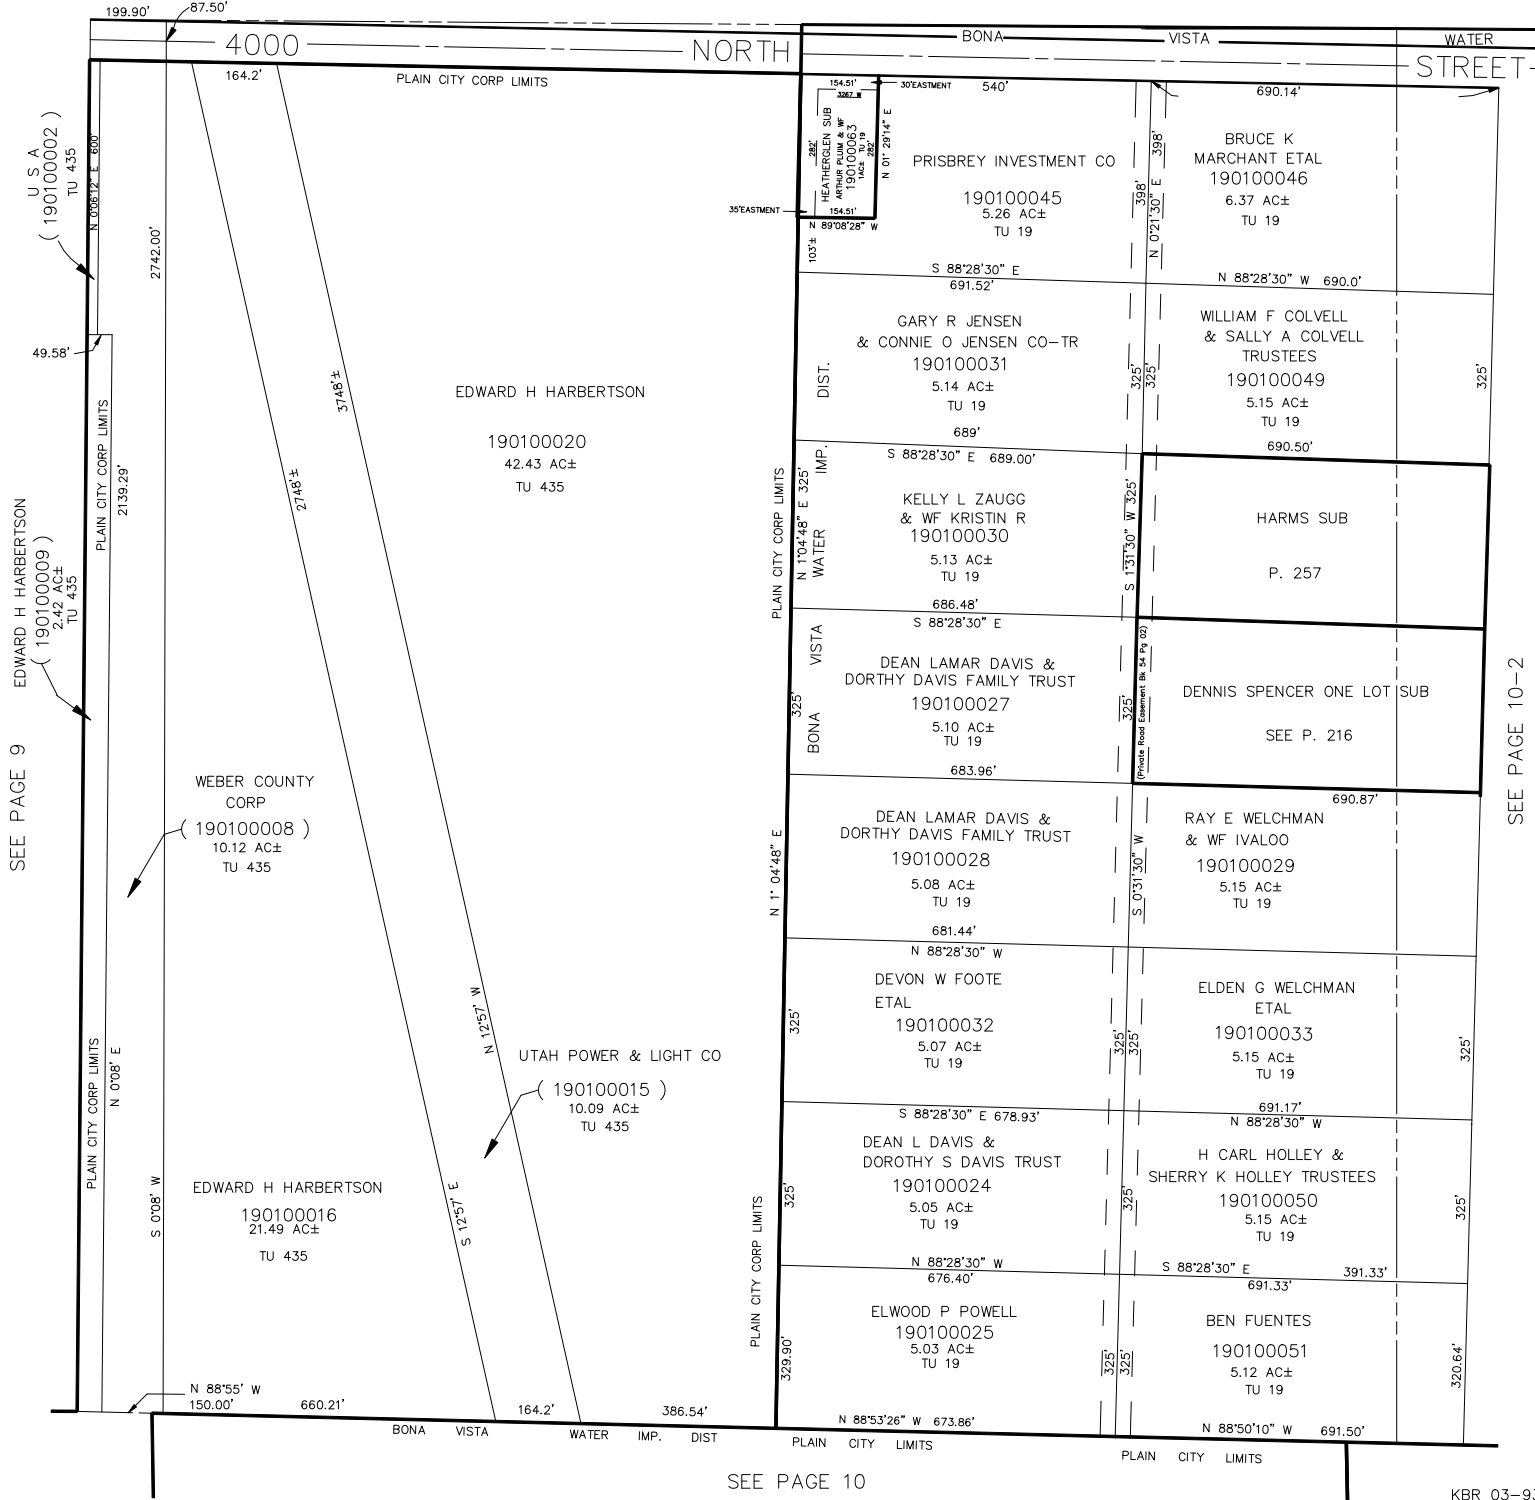 199.90' 87.50'
4000 NORTH STREET
BONA VISTA WATER
164.2' PLAIN CITY CORP LIMITS
154.51' 30'EASTMENT 540' 690.14'
3267 W
U S A
( 190100002 )
TU 435
N 0°06'12" E 600'
2742.00'
49.58'
HEATHERGLEN SUB
ARTHUR PLUIM & WF
190100063
1AC± TU 19
282'
282'
N 01° 29'14" E
35'EASTMENT
154.51'
N 89°08'28" W
103'±
PRISBREY INVESTMENT CO
190100045
5.26 AC±
TU 19
398'
398'
N 0°21'30" E
BRUCE K
MARCHANT ETAL
190100046
6.37 AC±
TU 19
S 88°28'30" E
691.52'
N 88°28'30" W 690.0'
GARY R JENSEN
& CONNIE O JENSEN CO-TR
190100031
5.14 AC±
TU 19
689'
325'
325'
WILLIAM F COLVELL
& SALLY A COLVELL
TRUSTEES
190100049
5.15 AC±
TU 19
690.50'
325'
EDWARD H HARBERTSON
190100020
42.43 AC±
TU 435
3748'±
2748'±
PLAIN CITY CORP LIMITS
2139.29'
EDWARD H HARBERTSON
( 190100009 )
2.42 AC±
TU 435
SEE PAGE 9
PLAIN CITY CORP LIMITS
N 1°04'48" E 325'
BONA VISTA WATER IMP. DIST.
S 88°28'30" E 689.00'
KELLY L ZAUGG
& WF KRISTIN R
190100030
5.13 AC±
TU 19
686.48'
S 1°31'30" W 325'
HARMS SUB
P. 257
S 88°28'30" E
DEAN LAMAR DAVIS &
DORTHY DAVIS FAMILY TRUST
190100027
5.10 AC±
TU 19
683.96'
325'
325'
(Private Road Easement Bk 54 Pg 02)
DENNIS SPENCER ONE LOT SUB
SEE P. 216
690.87'
SEE PAGE 10-2
WEBER COUNTY
CORP
( 190100008 )
10.12 AC±
TU 435
N 1° 04'48" E
DEAN LAMAR DAVIS &
DORTHY DAVIS FAMILY TRUST
190100028
5.08 AC±
TU 19
681.44'
S 0°31'30" W
RAY E WELCHMAN
& WF IVALOO
190100029
5.15 AC±
TU 19
N 88°28'30" W
DEVON W FOOTE
ETAL
190100032
5.07 AC±
TU 19
325'
325'
325'
ELDEN G WELCHMAN
ETAL
190100033
5.15 AC±
TU 19
691.17'
325'
N 12°57' W
UTAH POWER & LIGHT CO
( 190100015 )
10.09 AC±
TU 435
PLAIN CITY CORP LIMITS
N 0°08' E
S 0°08' W
S 12°57' E
EDWARD H HARBERTSON
190100016
21.49 AC±
TU 435
S 88°28'30" E 678.93'
DEAN L DAVIS &
DOROTHY S DAVIS TRUST
190100024
5.05 AC±
TU 19
325'
325'
N 88°28'30" W
H CARL HOLLEY &
SHERRY K HOLLEY TRUSTEES
190100050
5.15 AC±
TU 19
325'
PLAIN CITY CORP LIMITS
N 88°28'30" W
676.40'
S 88°28'30" E 391.33'
691.33'
ELWOOD P POWELL
190100025
5.03 AC±
TU 19
329.90'
325'
325'
BEN FUENTES
190100051
5.12 AC±
TU 19
320.64'
N 88°55' W
150.00' 660.21' 164.2' 386.54'
N 88°53'26" W 673.86'
N 88°50'10" W 691.50'
BONA VISTA WATER IMP. DIST
PLAIN CITY LIMITS
PLAIN CITY LIMITS
SEE PAGE 10
KBR 03-93